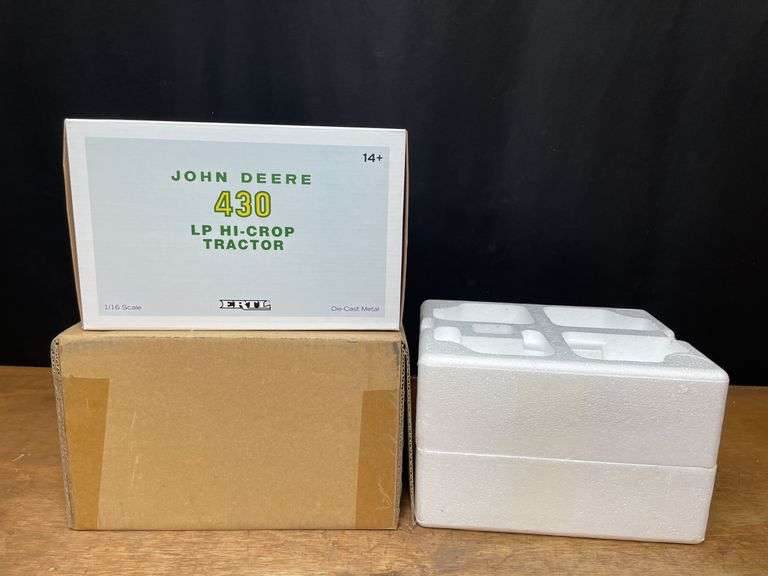 14+
JOHN DEERE
430
LP HI-CROP
TRACTOR
1/16 Scale
ERTL
Die-Cast Metal